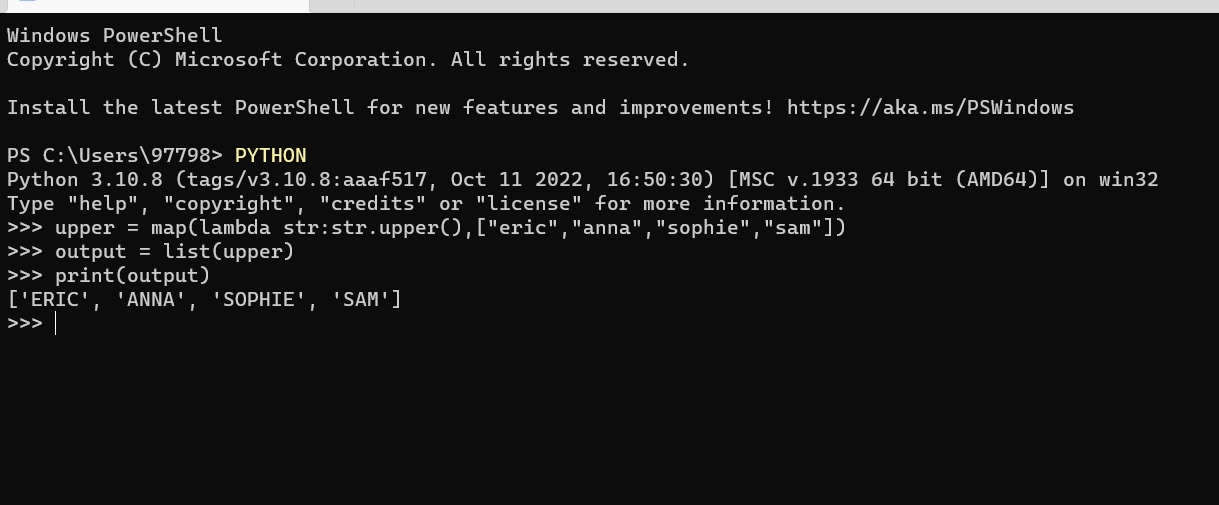 Windows PowerShell
Copyright (C) Microsoft Corporation. All rights reserved.
Install the latest PowerShell for new features and improvements! https://aka.ms/PSWindows
PS C:\Users\97798> PYTHON
Python 3.10.8 (tags/v3.10.8:aaaf517, Oct 11 2022, 16:50:30) [MSC v.1933 64 bit (AMD64)] on win32
Type "help", "copyright", "credits" or "license" for more information.
>>> upper = map(lambda str:str.upper(),["eric","anna","sophie","sam"])
>>> output = list(upper)
>>> print(output)
['ERIC', 'ANNA', 'SOPHIE', 'SAM']
>>>